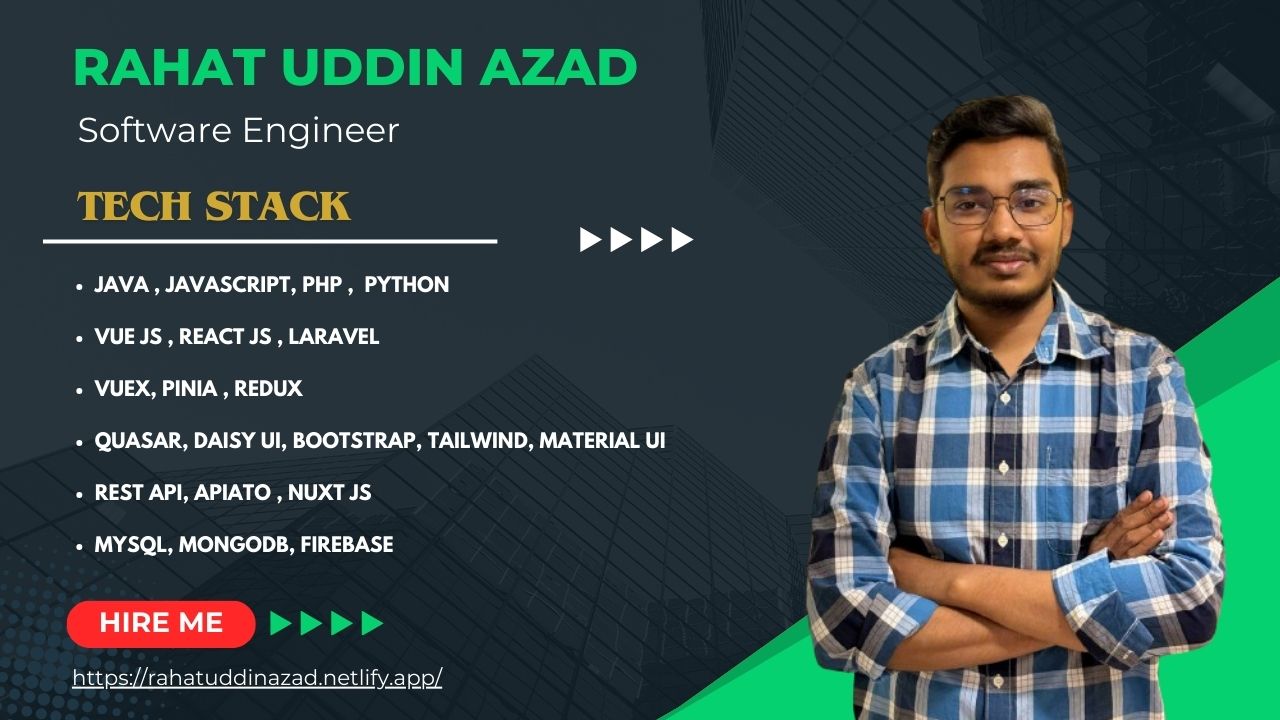 RAHAT UDDIN AZAD
Software Engineer
TECH STACK
JAVA , JAVASCRIPT, PHP , PYTHON
VUE JS , REACT JS , LARAVEL
VUEX, PINIA , REDUX
QUASAR, DAISY UI, BOOTSTRAP, TAILWIND, MATERIAL UI
REST API, APIATO , NUXT JS
MYSQL, MONGODB, FIREBASE
HIRE ME
https://rahatuddinazad.netlify.app/